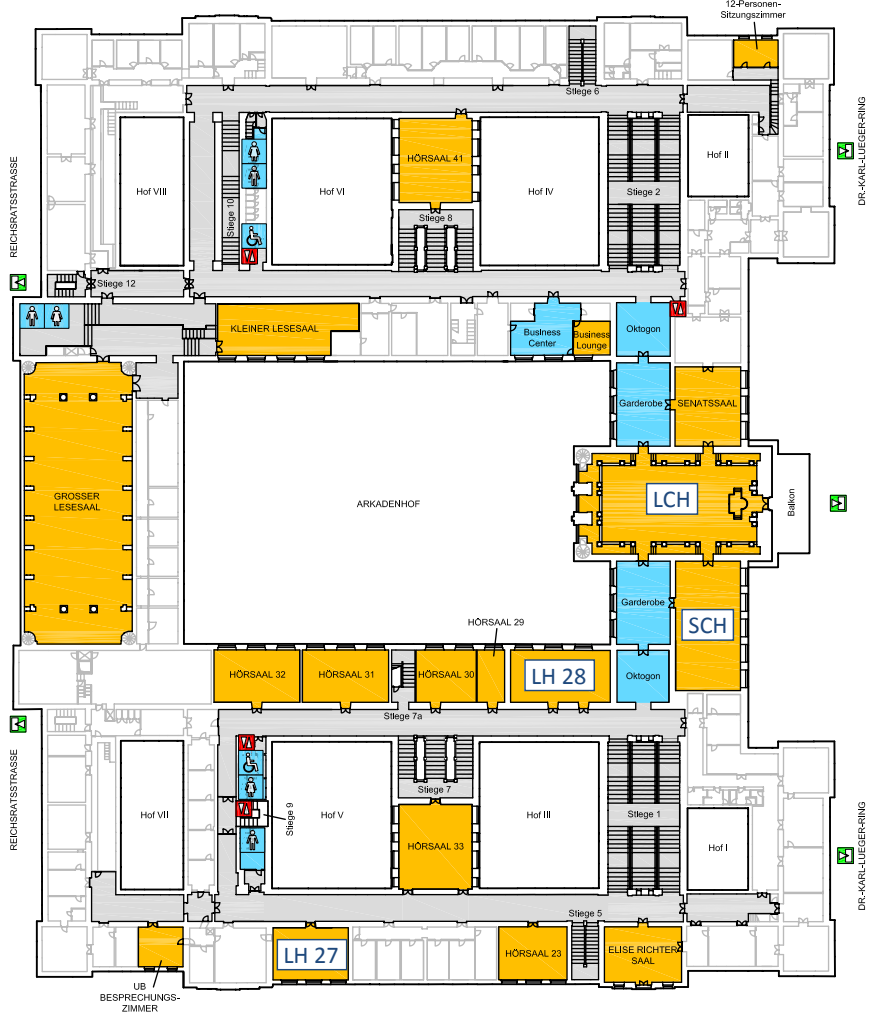 12-Personen-
Sitzungszimmer
Stiege 6
DR.-KARL-LUEGER-RING
REICHSRATSSTRASSE
Hof VIII
Stiege 10
Hof VI
HÖRSAAL 41
Hof IV
Stiege 2
Hof II
Stiege 8
Stiege 12
KLEINER LESESAAL
Business
Center
Business
Lounge
Oktogon
Garderobe
SENATSSAAL
GROSSER
LESESAAL
ARKADENHOF
LCH
Balkon
Garderobe
SCH
HÖRSAAL 29
HÖRSAAL 32
HÖRSAAL 31
HÖRSAAL 30
LH 28
Oktogon
Stiege 7a
REICHSRATSSTRASSE
Hof VII
Stiege 9
Hof V
Stiege 7
HÖRSAAL 33
Hof III
Stiege 1
Hof I
DR.-KARL-LUEGER-RING
Stiege 5
LH 27
HÖRSAAL 23
ELISE RICHTER
SAAL
UB
BESPRECHUNGS-
ZIMMER